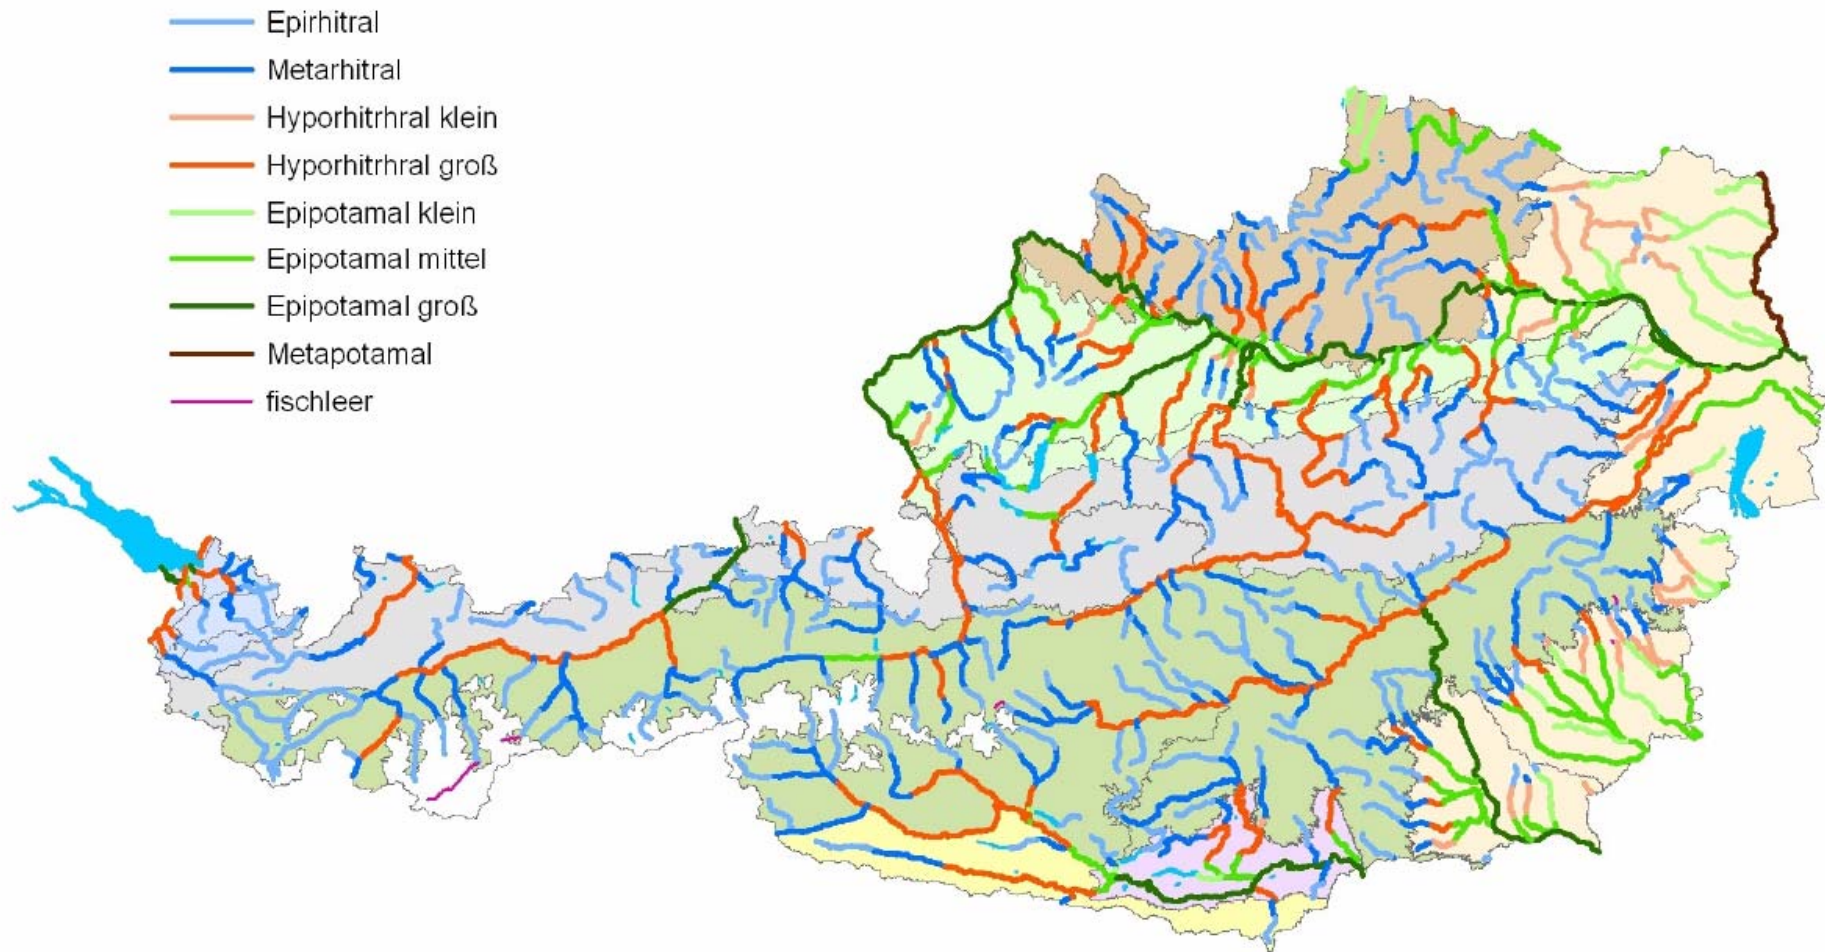 Epirhitral
Metarhitral
Hyporhitrhral klein
Hyporhitrhral groß
Epipotamal klein
Epipotamal mittel
Epipotamal groß
Metapotamal
fischleer